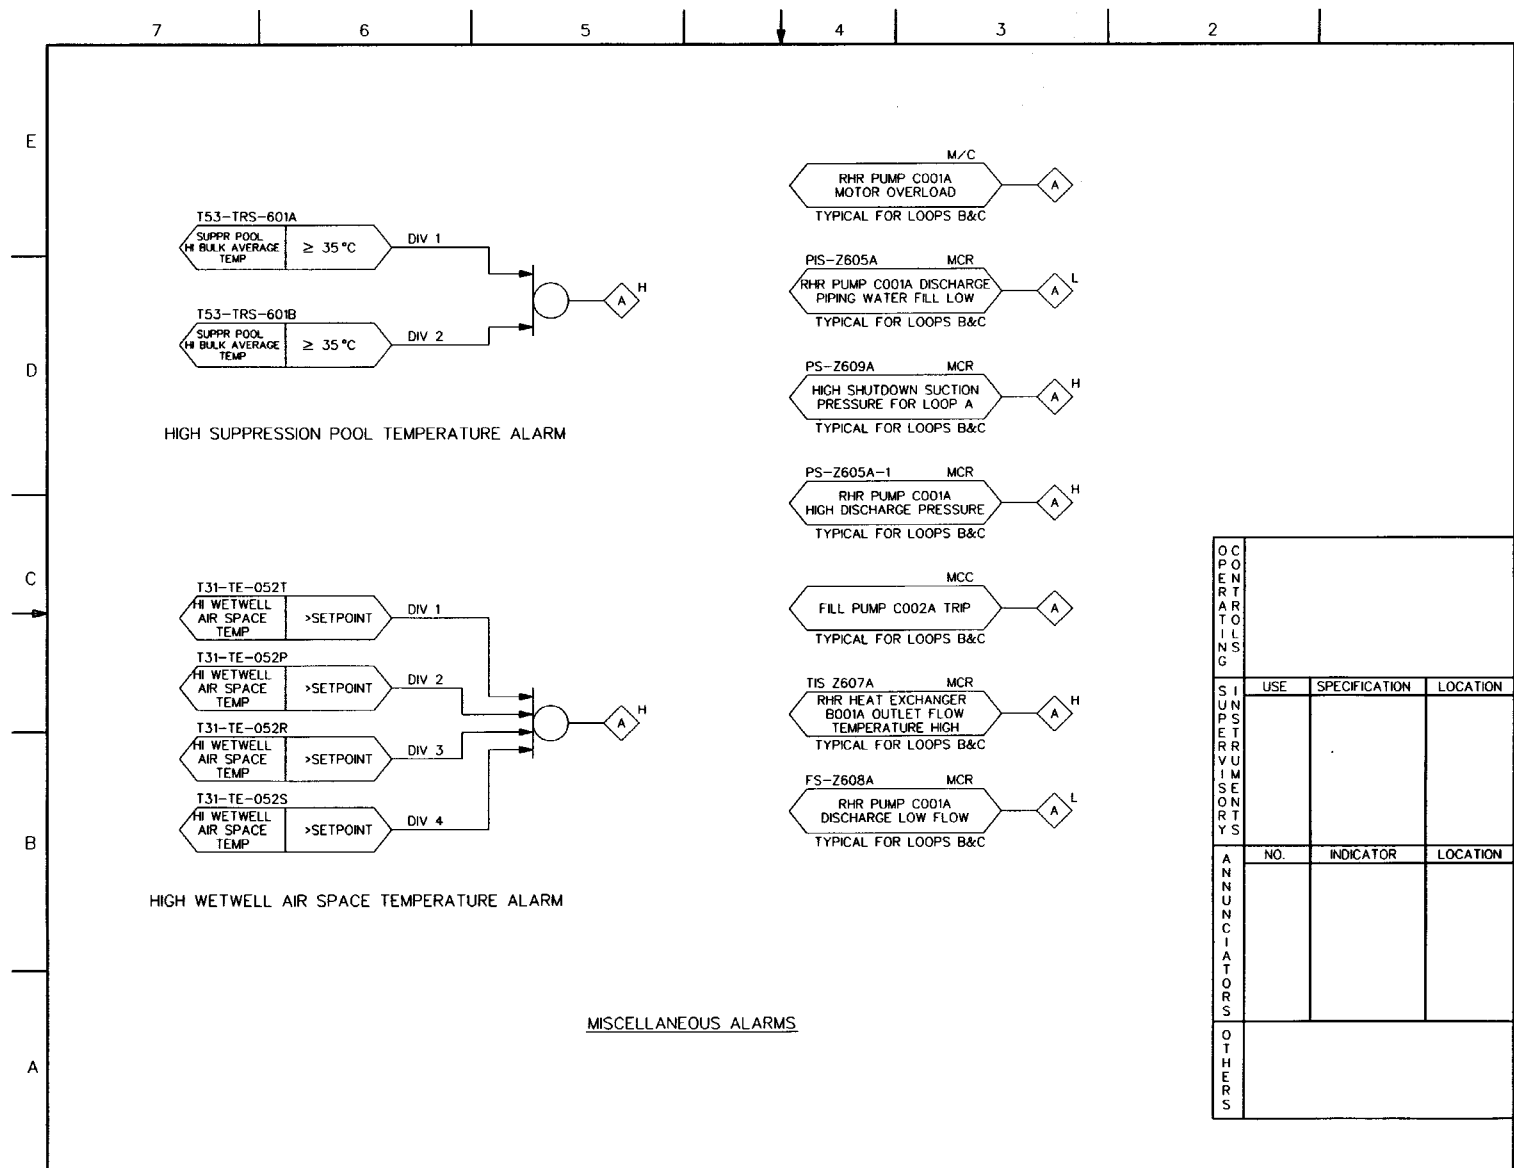 7 6 5 4 3 2
E
D
C
B
A
T53-TRS-601A
SUPPR POOL
HI BULK AVERAGE
TEMP
≥ 35°C
DIV 1
T53-TRS-601B
SUPPR POOL
HI BULK AVERAGE
TEMP
≥ 35°C
DIV 2
A H
HIGH SUPPRESSION POOL TEMPERATURE ALARM
T31-TE-052T
HI WETWELL
AIR SPACE
TEMP
>SETPOINT
DIV 1
T31-TE-052P
HI WETWELL
AIR SPACE
TEMP
>SETPOINT
DIV 2
T31-TE-052R
HI WETWELL
AIR SPACE
TEMP
>SETPOINT
DIV 3
T31-TE-052S
HI WETWELL
AIR SPACE
TEMP
>SETPOINT
DIV 4
A H
HIGH WETWELL AIR SPACE TEMPERATURE ALARM
M/C
RHR PUMP C001A
MOTOR OVERLOAD
A
TYPICAL FOR LOOPS B&C
PIS-Z605A MCR
RHR PUMP C001A DISCHARGE
PIPING WATER FILL LOW
A L
TYPICAL FOR LOOPS B&C
PS-Z609A MCR
HIGH SHUTDOWN SUCTION
PRESSURE FOR LOOP A
A H
TYPICAL FOR LOOPS B&C
PS-Z605A-1 MCR
RHR PUMP C001A
HIGH DISCHARGE PRESSURE
A H
TYPICAL FOR LOOPS B&C
MCC
FILL PUMP C002A TRIP
A
TYPICAL FOR LOOPS B&C
TIS Z607A MCR
RHR HEAT EXCHANGER
B001A OUTLET FLOW
TEMPERATURE HIGH
A H
TYPICAL FOR LOOPS B&C
FS-Z608A MCR
RHR PUMP C001A
DISCHARGE LOW FLOW
A L
TYPICAL FOR LOOPS B&C
MISCELLANEOUS ALARMS
OPERATING
CONTROLS
SUPERVISORY
INSTRUMENTS
USE SPECIFICATION LOCATION
ANNUNCIATORS
NO. INDICATOR LOCATION
OTHERS